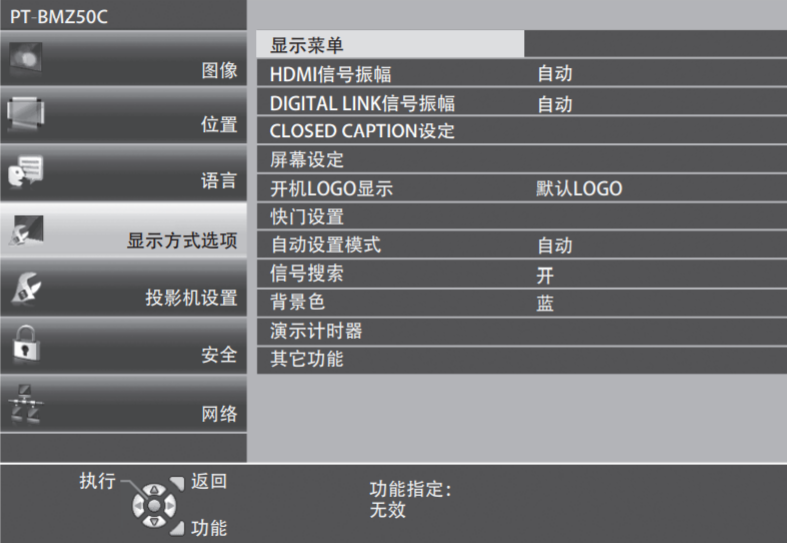 PT-BMZ50C
图像
位置
语言
显示方式选项
投影机设置
安全
网络
显示菜单
HDMI信号振幅 自动
DIGITAL LINK信号振幅 自动
CLOSED CAPTION设定
屏幕设定
开机LOGO显示 默认LOGO
快门设置
自动设置模式 自动
信号搜索 开
背景色 蓝
演示计时器
其它功能
执行 返回
功能
功能指定：
无效